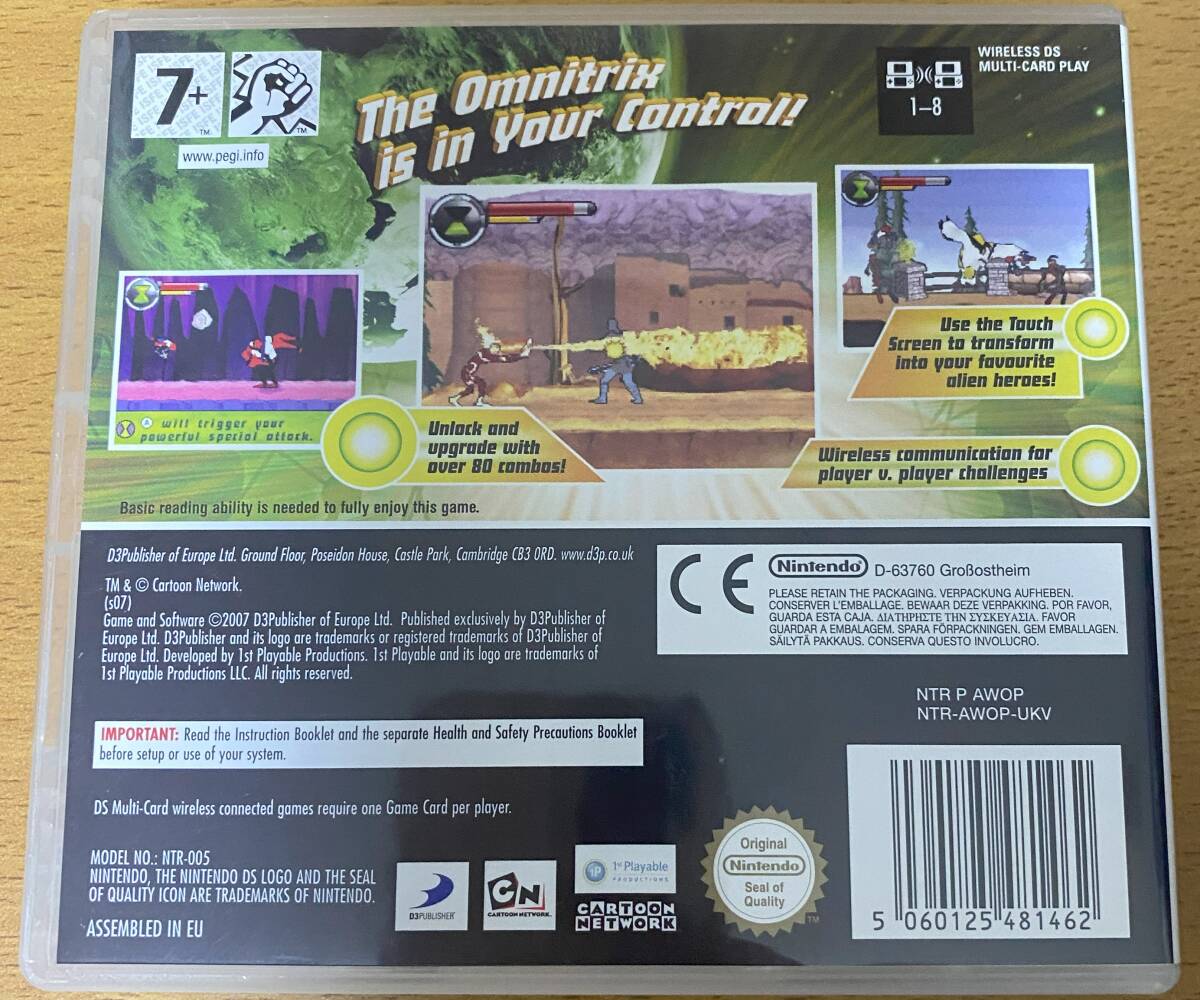 7+
TM
TM
www.pegi.info
The Omnitrix
is in Your Control!
WIRELESS DS
MULTI-CARD PLAY
1–8
Ⓐ will trigger your
powerful special attack.
Unlock and
upgrade with
over 80 combos!
Use the Touch
Screen to transform
into your favourite
alien heroes!
Wireless communication for
player v. player challenges
Basic reading ability is needed to fully enjoy this game.
D3Publisher of Europe Ltd. Ground Floor, Poseidon House, Castle Park, Cambridge CB3 0RD. www.d3p.co.uk
TM & © Cartoon Network.
(s07)
Game and Software ©2007 D3Publisher of Europe Ltd. Published exclusively by D3Publisher of
Europe Ltd. D3Publisher and its logo are trademarks or registered trademarks of D3Publisher of
Europe Ltd. Developed by 1st Playable Productions. 1st Playable and its logo are trademarks of
1st Playable Productions LLC. All rights reserved.
CE Nintendo® D-63760 Großostheim
PLEASE RETAIN THE PACKAGING. VERPACKUNG AUFHEBEN.
CONSERVER L'EMBALLAGE. BEWAAR DEZE VERPAKKING. POR FAVOR,
GUARDA ESTA CAJA. ΔΙΑΤΗΡΗΣΤΕ ΤΗΝ ΣΥΣΚΕΥΑΣΙΑ. FAVOR
GUARDAR A EMBALAGEM. SPARA FÖRPACKNINGEN. GEM EMBALLAGEN.
SÄILYTÄ PAKKAUS. CONSERVA QUESTO INVOLUCRO.
NTR P AWOP
NTR-AWOP-UKV
IMPORTANT: Read the Instruction Booklet and the separate Health and Safety Precautions Booklet
before setup or use of your system.
DS Multi-Card wireless connected games require one Game Card per player.
MODEL NO.: NTR-005
NINTENDO, THE NINTENDO DS LOGO AND THE SEAL
OF QUALITY ICON ARE TRADEMARKS OF NINTENDO.
ASSEMBLED IN EU
D3PUBLISHER
CN
CARTOON NETWORK.
1P 1st Playable
PRODUCTIONS
CARTOON
NETWORK
Original
Nintendo
Seal of
Quality
TM
5 060125 481462